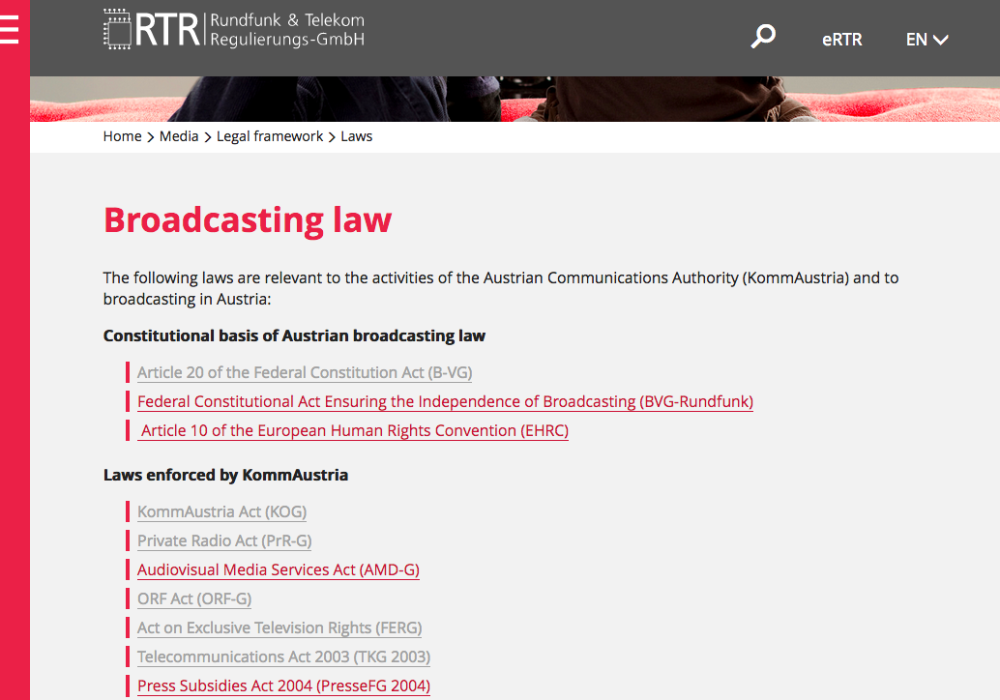 RTR Rundfunk & Telekom
Regulierungs-GmbH
eRTR
EN
Home > Media > Legal framework > Laws
Broadcasting law
The following laws are relevant to the activities of the Austrian Communications Authority (KommAustria) and to
broadcasting in Austria:
Constitutional basis of Austrian broadcasting law
Article 20 of the Federal Constitution Act (B-VG)
Federal Constitutional Act Ensuring the Independence of Broadcasting (BVG-Rundfunk)
Article 10 of the European Human Rights Convention (EHRC)
Laws enforced by KommAustria
KommAustria Act (KOG)
Private Radio Act (PrR-G)
Audiovisual Media Services Act (AMD-G)
ORF Act (ORF-G)
Act on Exclusive Television Rights (FERG)
Telecommunications Act 2003 (TKG 2003)
Press Subsidies Act 2004 (PresseFG 2004)